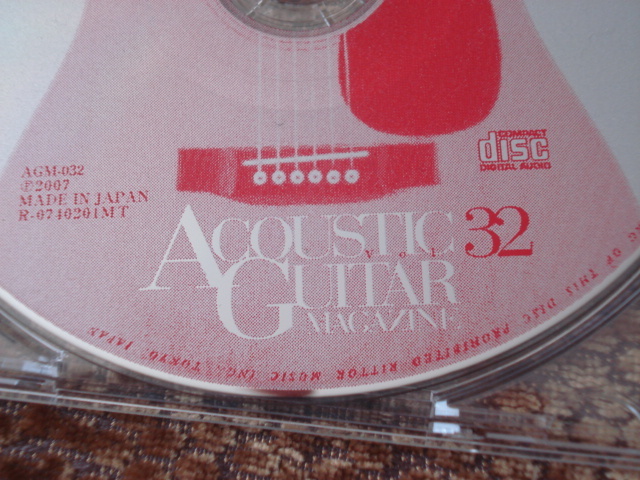 AGM-032
Ⓟ2007
MADE IN JAPAN
R-0740201MT
COMPACT
disc
DIGITAL AUDIO
ACOUSTIC
vol. 32
GUITAR
MAGAZINE
OF THIS DISC PROHIBITED RITTOR MUSIC INC., TOKYO, JAPAN